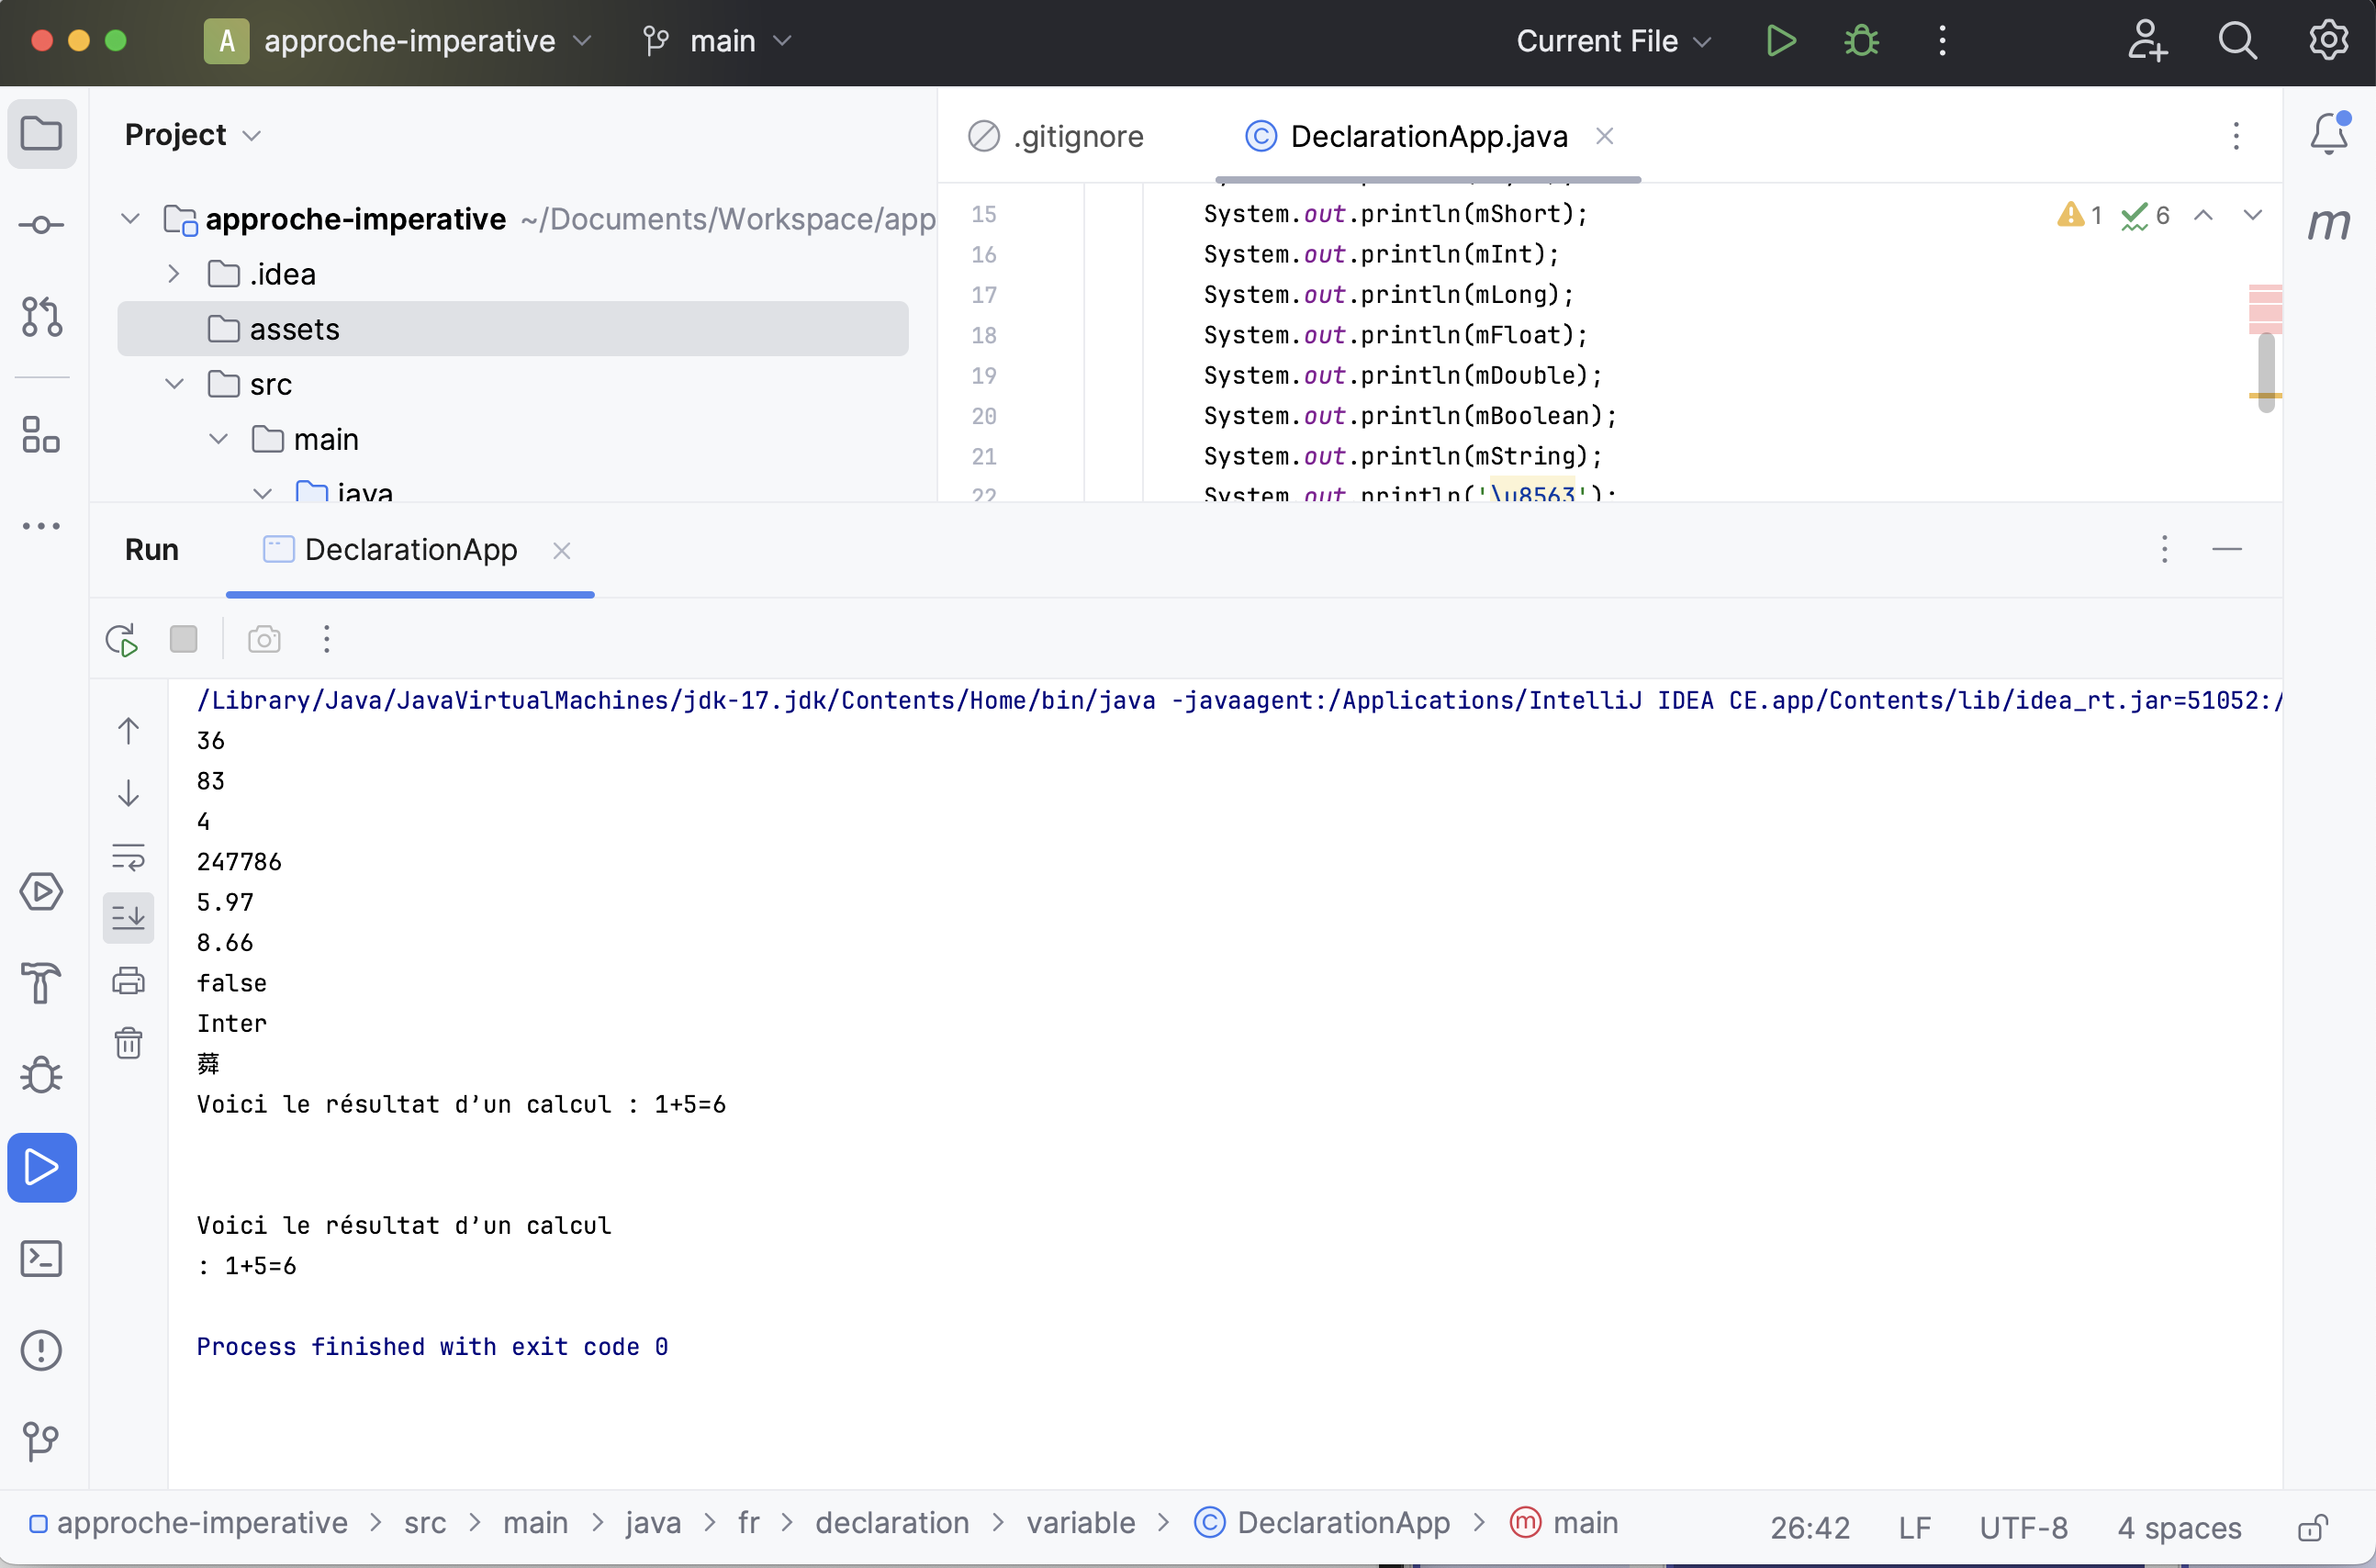 A approche-imperative main Current File
Project
.gitignore DeclarationApp.java
approche-imperative ~/Documents/Workspace/app
.idea
assets
src
main
java
15 System.out.println(mShort);
16 System.out.println(mInt);
17 System.out.println(mLong);
18 System.out.println(mFloat);
19 System.out.println(mDouble);
20 System.out.println(mBoolean);
21 System.out.println(mString);
22 System.out.println('\u8563');
1 6
m
Run DeclarationApp
/Library/Java/JavaVirtualMachines/jdk-17.jdk/Contents/Home/bin/java -javaagent:/Applications/IntelliJ IDEA CE.app/Contents/lib/idea_rt.jar=51052:/
36
83
4
247786
5.97
8.66
false
Inter
蕣
Voici le résultat d’un calcul : 1+5=6
Voici le résultat d’un calcul
: 1+5=6
Process finished with exit code 0
approche-imperative > src > main > java > fr > declaration > variable > C DeclarationApp > m main 26:42 LF UTF-8 4 spaces